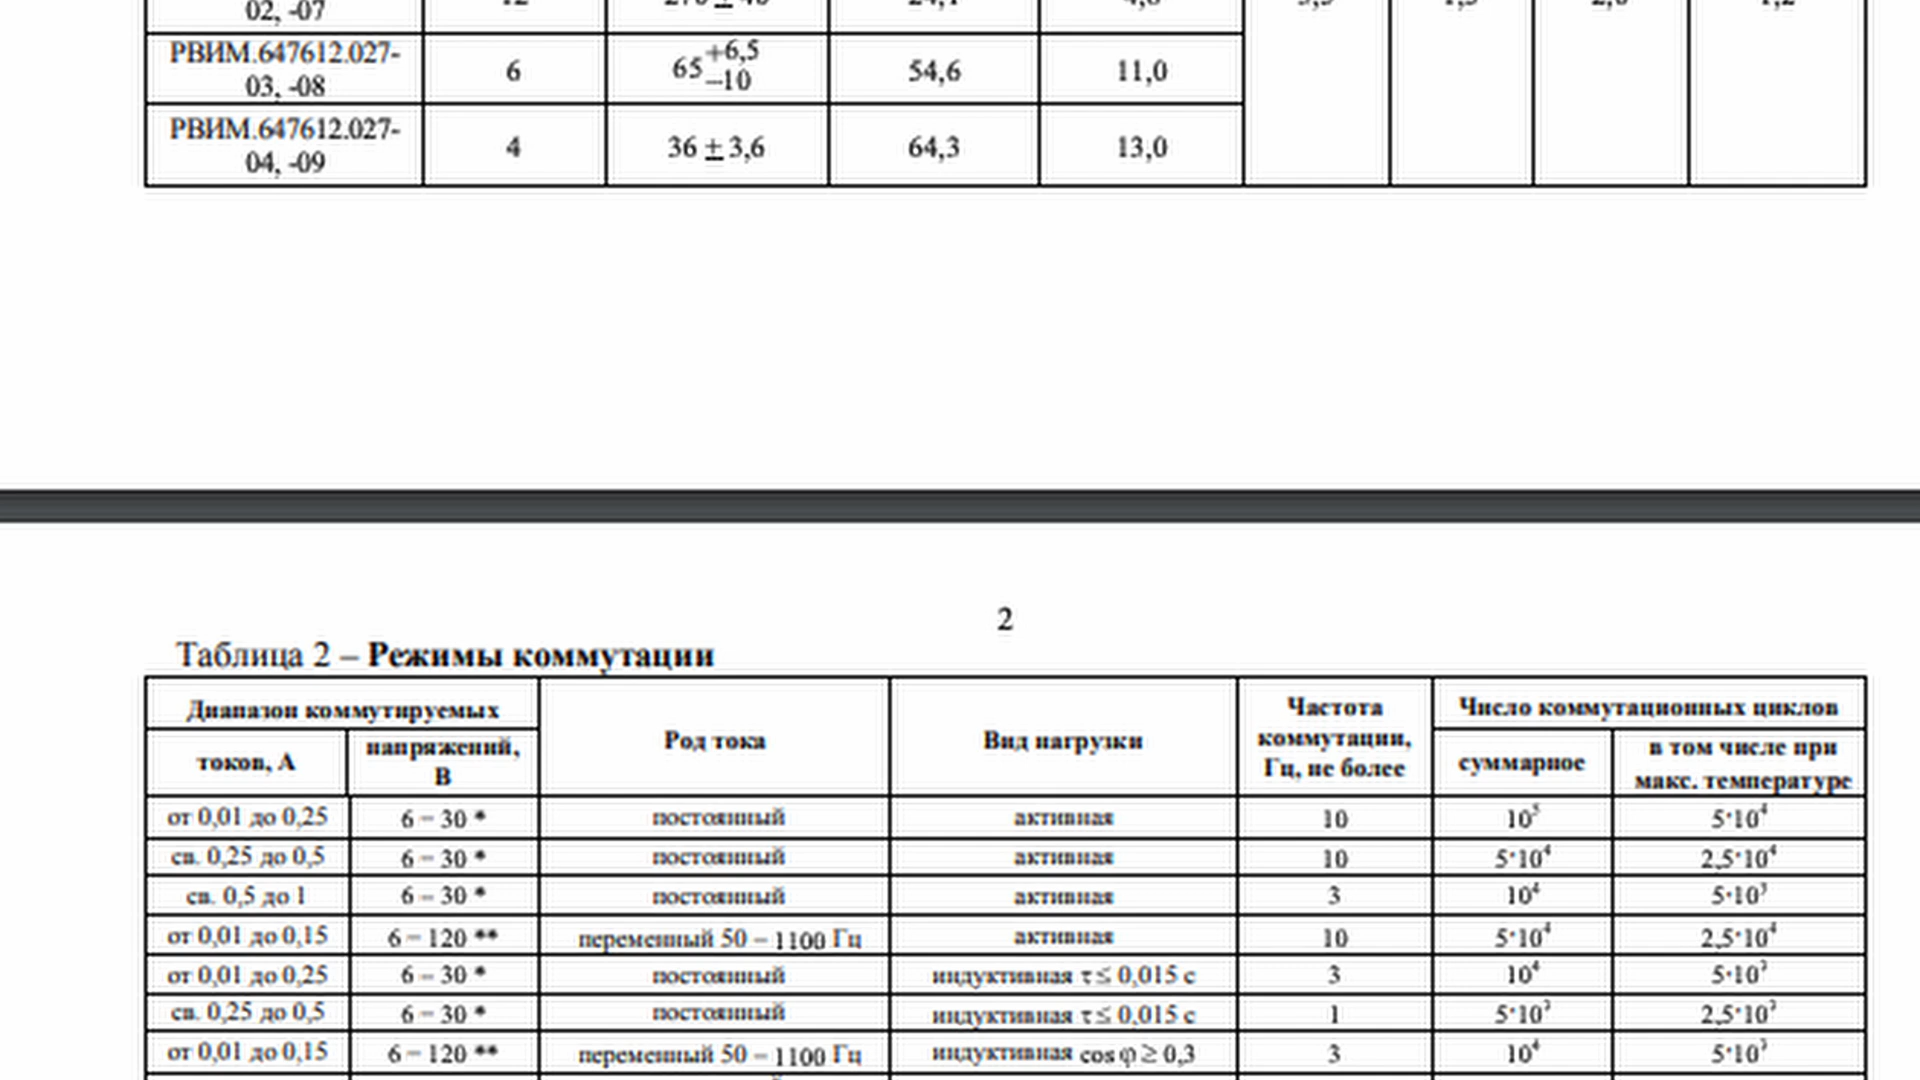 02, -07
РВИМ.647612.027-
03, -08 6 65 +6,5 –10 54,6 11,0
РВИМ.647612.027-
04, -09 4 36 ± 3,6 64,3 13,0
2
Таблица 2 – Режимы коммутации
Диапазон коммутируемых
токов, А
напряжений,
В
Род тока
Вид нагрузки
Частота
коммутации,
Гц, не более
Число коммутационных циклов
суммарное
в том числе при
макс. температуре
от 0,01 до 0,25 6 – 30 * постоянный активная 10 10⁵ 5·10⁴
св. 0,25 до 0,5 6 – 30 * постоянный активная 10 5·10⁴ 2,5·10⁴
св. 0,5 до 1 6 – 30 * постоянный активная 3 10⁴ 5·10³
от 0,01 до 0,15 6 – 120 ** переменный 50 – 1100 Гц активная 10 5·10⁴ 2,5·10⁴
от 0,01 до 0,25 6 – 30 * постоянный индуктивная τ ≤ 0,015 с 3 10⁴ 5·10³
св. 0,25 до 0,5 6 – 30 * постоянный индуктивная τ ≤ 0,015 с 1 5·10³ 2,5·10³
от 0,01 до 0,15 6 – 120 ** переменный 50 – 1100 Гц индуктивная cos φ ≥ 0,3 3 10⁴ 5·10³